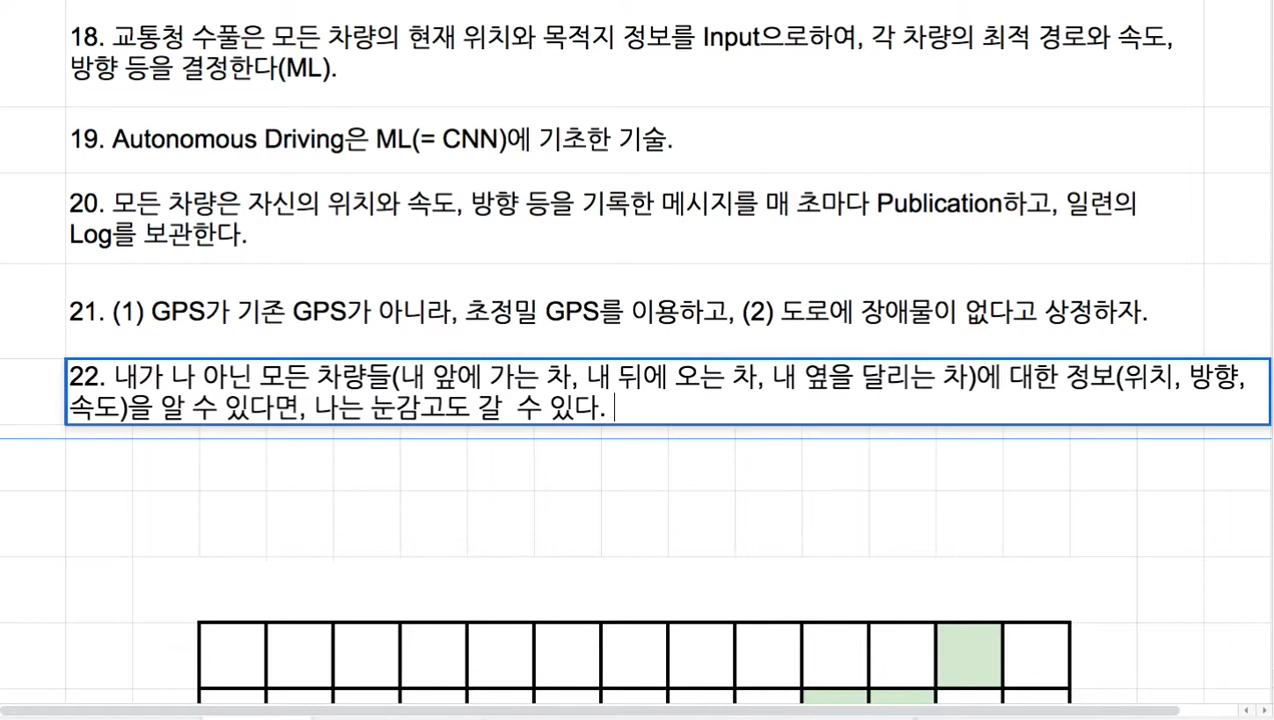 18. 교통청 수풀은 모든 차량의 현재 위치와 목적지 정보를 Input으로하여, 각 차량의 최적 경로와 속도,
방향 등을 결정한다(ML).
19. Autonomous Driving은 ML(= CNN)에 기초한 기술.
20. 모든 차량은 자신의 위치와 속도, 방향 등을 기록한 메시지를 매 초마다 Publication하고, 일련의
Log를 보관한다.
21. (1) GPS가 기존 GPS가 아니라, 초정밀 GPS를 이용하고, (2) 도로에 장애물이 없다고 상정하자.
22. 내가 나 아닌 모든 차량들(내 앞에 가는 차, 내 뒤에 오는 차, 내 옆을 달리는 차)에 대한 정보(위치, 방향,
속도)을 알 수 있다면, 나는 눈감고도 갈  수 있다.